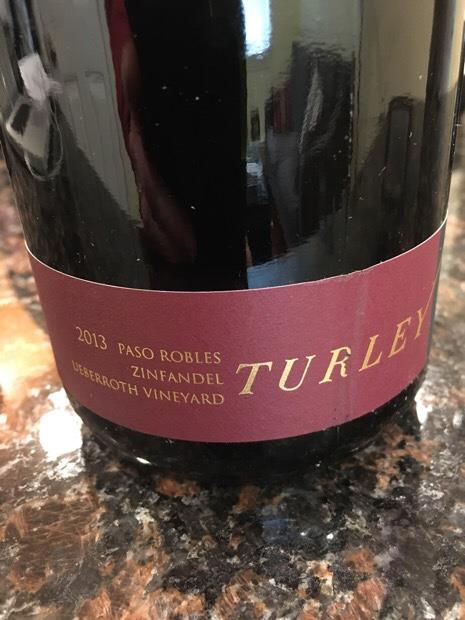 2013 PASO ROBLES
ZINFANDEL
UEBERROTH VINEYARD
TURLEY